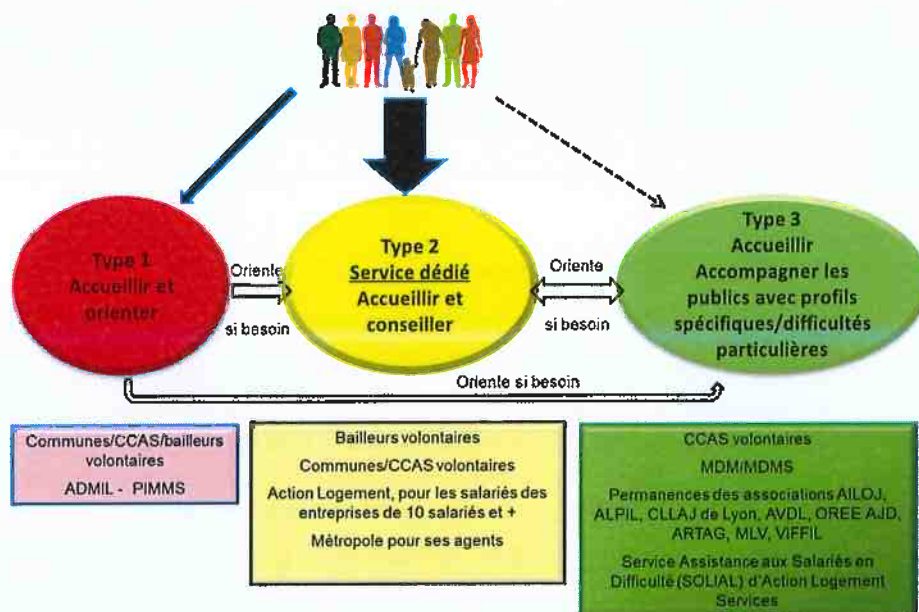 Type 1
Accueillir et
orienter
Oriente
si besoin
Type 2
Service dédié
Accueillir et
conseiller
Oriente
si besoin
Type 3
Accueillir
Accompagner les
publics avec profils
spécifiques/difficultés
particulières
Oriente si besoin
Communes/CCAS/bailleurs
volontaires
ADMIL - PIMMS
Bailleurs volontaires
Communes/CCAS volontaires
Action Logement, pour les salariés des
entreprises de 10 salariés et +
Métropole pour ses agents
CCAS volontaires
MDM/MDMS
Permanences des associations AILOJ,
ALPIL, CLLAJ de Lyon, AVDL, OREE AJD,
ARTAG, MLV, VIFFIL
Service Assistance aux Salariés en
Difficulté (SOLIAL) d'Action Logement
Services